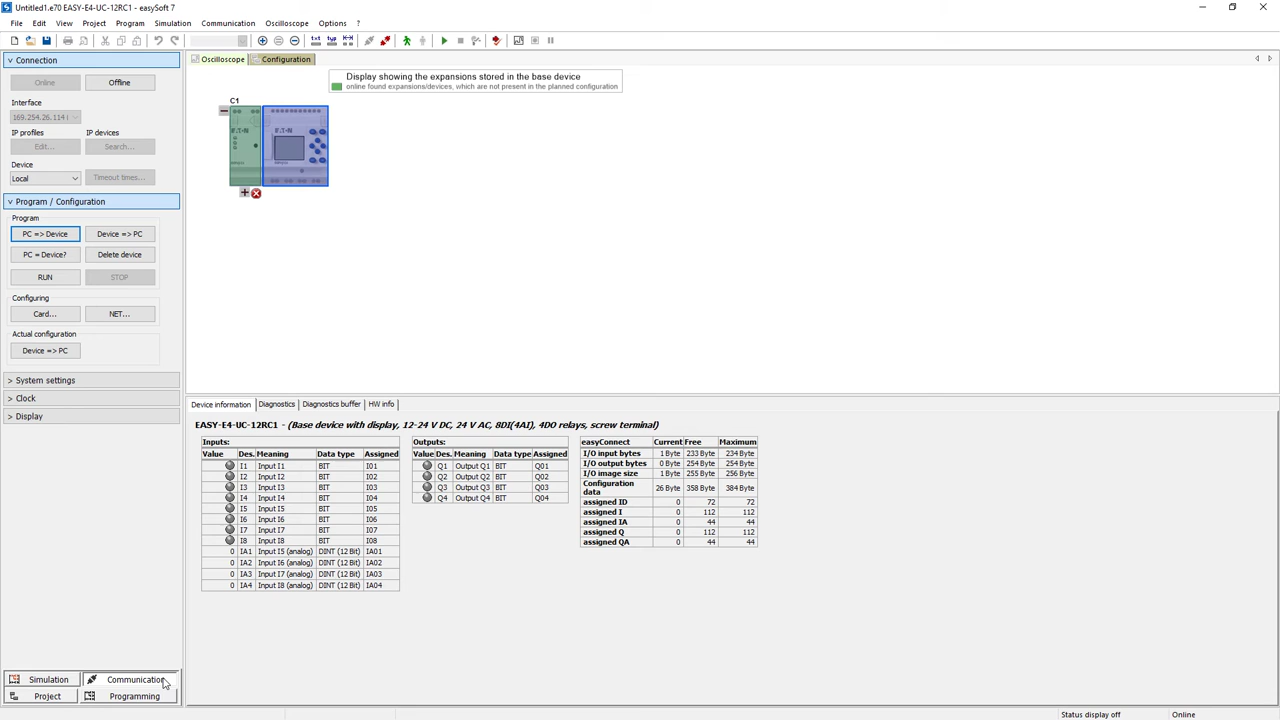 Untitled1.e70 EASY-E4-UC-12RC1 - easySoft 7
File Edit View Project Programming Simulation Communication Oscilloscope Options ?
txt typ
Connection
Oscilloscope Configuration
Online Offline
Interface
169.254.26.114
IP profiles IP devices
Edit... Search...
Device
Local Timeout times...
Program / Configuration
Program
PC => Device Device => PC
PC = Device? Delete device
RUN STOP
Configuring
Card... NET...
Actual configuration
Device => PC
System settings
Clock
Display
Simulation Communication
Project Programming
Display showing the expansions stored in the base device
online found expansions/devices, which are not present in the planned configuration
C1
E·T·N E·T·N
Device information Diagnostics Diagnostics buffer HW info
EASY-E4-UC-12RC1 - (Base device with display, 12-24 V DC, 24 V AC, 8DI(4AI), 4DO relays, screw terminal)
Inputs:
Value Des. Meaning Data type Assigned
I1 Input I1 BIT I01
I2 Input I2 BIT I02
I3 Input I3 BIT I03
I4 Input I4 BIT I04
I5 Input I5 BIT I05
I6 Input I6 BIT I06
I7 Input I7 BIT I07
I8 Input I8 BIT I08
0 IA1 Input I5 (analog) DINT (12 Bit) IA01
0 IA2 Input I6 (analog) DINT (12 Bit) IA02
0 IA3 Input I7 (analog) DINT (12 Bit) IA03
0 IA4 Input I8 (analog) DINT (12 Bit) IA04
Outputs:
Value Des. Meaning Data type Assigned
Q1 Output Q1 BIT Q01
Q2 Output Q2 BIT Q02
Q3 Output Q3 BIT Q03
Q4 Output Q4 BIT Q04
easyConnect Current Free Maximum
I/O input bytes 1 Byte 233 Byte 234 Byte
I/O output bytes 0 Byte 254 Byte 254 Byte
I/O image size 1 Byte 255 Byte 256 Byte
Configuration
data 26 Byte 358 Byte 384 Byte
assigned ID 0 72 72
assigned I 0 112 112
assigned IA 0 44 44
assigned Q 0 112 112
assigned QA 0 44 44
Status display off Online